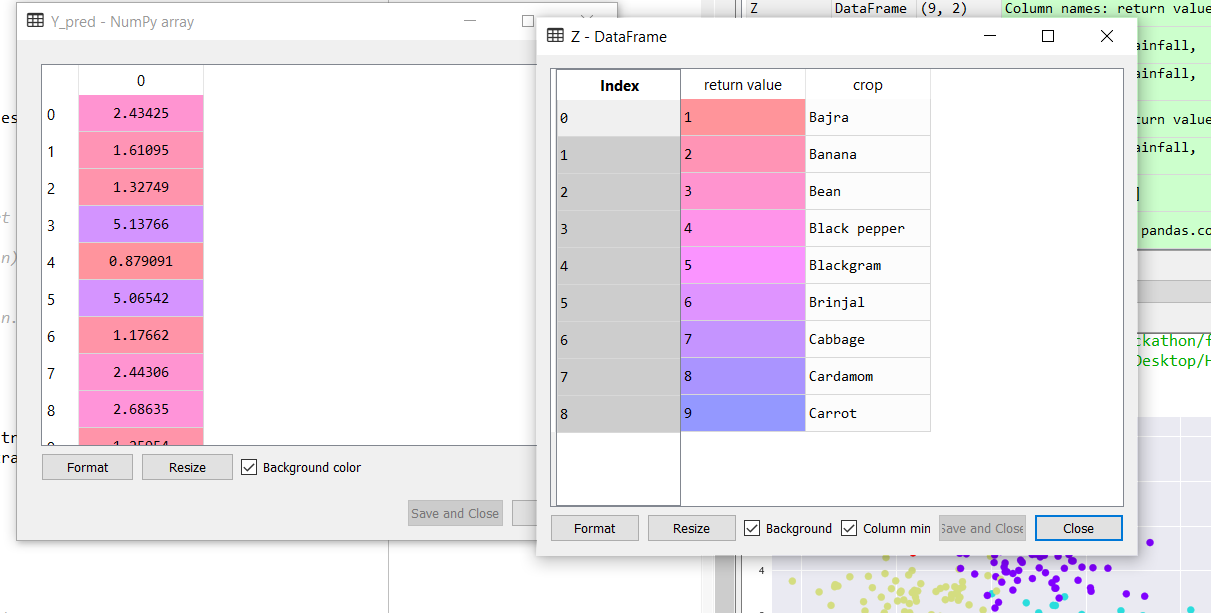 Y_pred - NumPy array
0
0 2.43425
1 1.61095
2 1.32749
3 5.13766
4 0.879091
5 5.06542
6 1.17662
7 2.44306
8 2.68635
Format Resize Background color
Save and Close
Z - DataFrame
Index return value crop
0 1 Bajra
1 2 Banana
2 3 Bean
3 4 Black pepper
4 5 Blackgram
5 6 Brinjal
6 7 Cabbage
7 8 Cardamom
8 9 Carrot
Format Resize Background Column min Save and Close Close
Z DataFrame (9, 2) Column names: return value
ainfall,
ainfall,
turn value
ainfall,
]
pandas.co
ckathon/f
Desktop/H
4
es
t
n)
n.
tr
ra